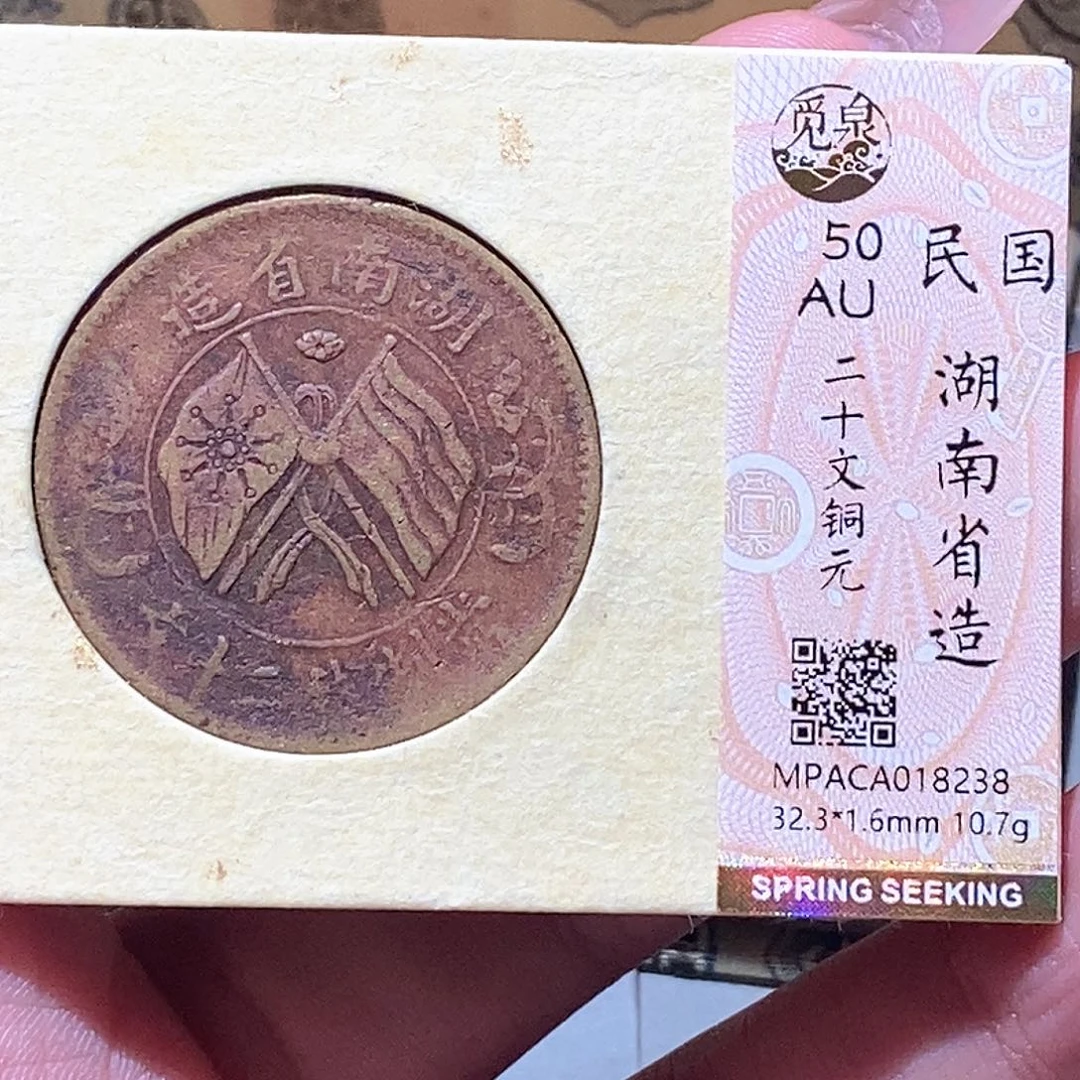 湖南省造
觅泉
50
AU
民国
湖南省造
二十文铜元
MPACA018238
32.3*1.6mm 10.7g
SPRING SEEKING